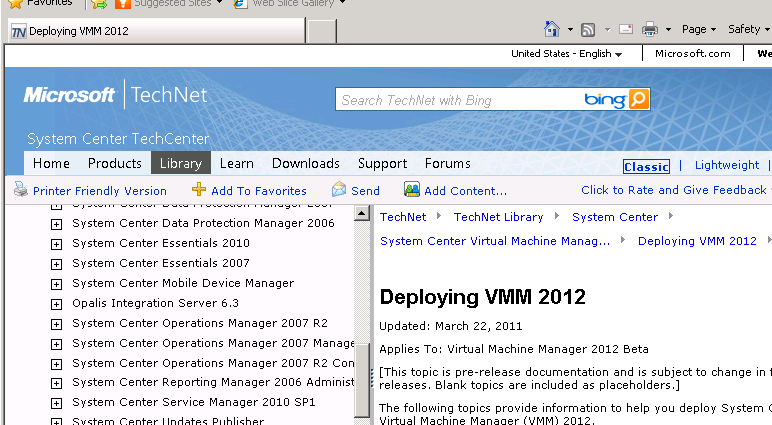 Favorites Suggested Sites Web Slice Gallery
Deploying VMM 2012
Page Safety
United States - English Microsoft.com We
Microsoft TechNet
Search TechNet with Bing bing
System Center TechCenter
Home Products Library Learn Downloads Support Forums
Classic | Lightweight |
Printer Friendly Version Add To Favorites Send Add Content... Click to Rate and Give Feedback
System Center Data Protection Manager 2007
System Center Data Protection Manager 2006
System Center Essentials 2010
System Center Essentials 2007
System Center Mobile Device Manager
Opalis Integration Server 6.3
System Center Operations Manager 2007 R2
System Center Operations Manager 2007 Manage
System Center Operations Manager 2007 R2 Con
System Center Reporting Manager 2006 Administ
System Center Service Manager 2010 SP1
System Center Updates Publisher
TechNet TechNet Library System Center
System Center Virtual Machine Manag... Deploying VMM 2012
Deploying VMM 2012
Updated: March 22, 2011
Applies To: Virtual Machine Manager 2012 Beta
[This topic is pre-release documentation and is subject to change in f
releases. Blank topics are included as placeholders.]
The following topics provide information to help you deploy System C
Virtual Machine Manager (VMM) 2012.